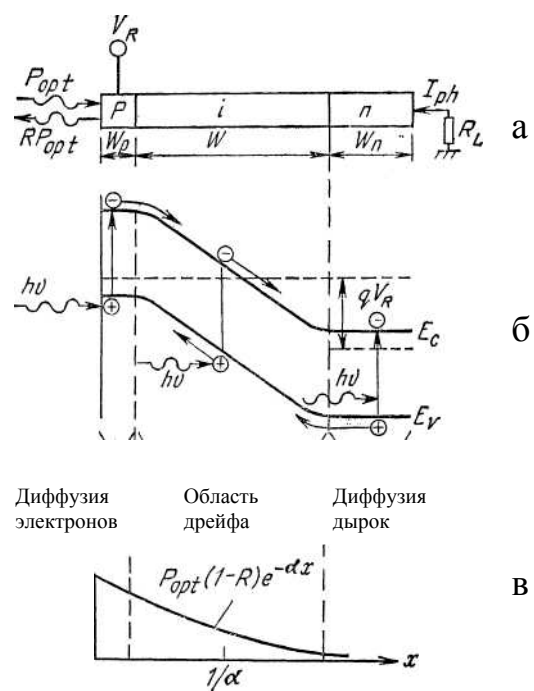 V_R
P_opt
RP_opt
P i n
I_ph
R_L
W_p W W_n
а
hν
qV_R
E_c
hν
hν
E_v
б
Диффузия Область Диффузия
электронов дрейфа дырок
P_opt(1-R)e^-αx
в
1/α x